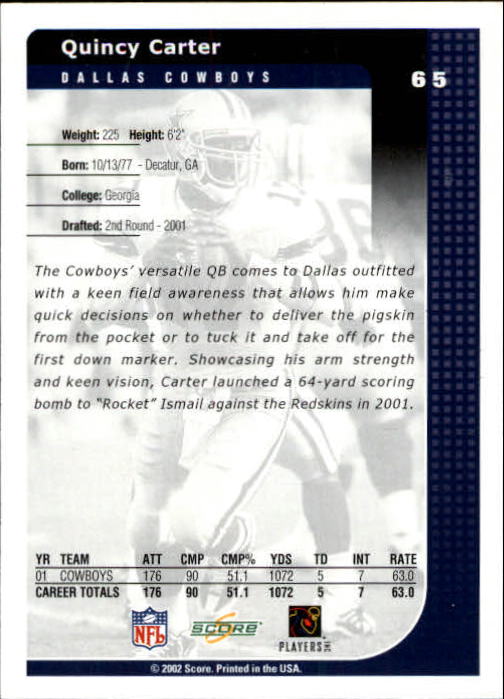 Quincy Carter
DALLAS COWBOYS
65
Weight: 225 Height: 6'2"
Born: 10/13/77 - Decatur, GA
College: Georgia
Drafted: 2nd Round - 2001
The Cowboys' versatile QB comes to Dallas outfitted
with a keen field awareness that allows him make
quick decisions on whether to deliver the pigskin
from the pocket or to tuck it and take off for the
first down marker. Showcasing his arm strength
and keen vision, Carter launched a 64-yard scoring
bomb to "Rocket" Ismail against the Redskins in 2001.
YR TEAM ATT CMP CMP% YDS TD INT RATE
01 COWBOYS 176 90 51.1 1072 5 7 63.0
CAREER TOTALS 176 90 51.1 1072 5 7 63.0
NFL SCORE PLAYERS INC
© 2002 Score. Printed in the USA.